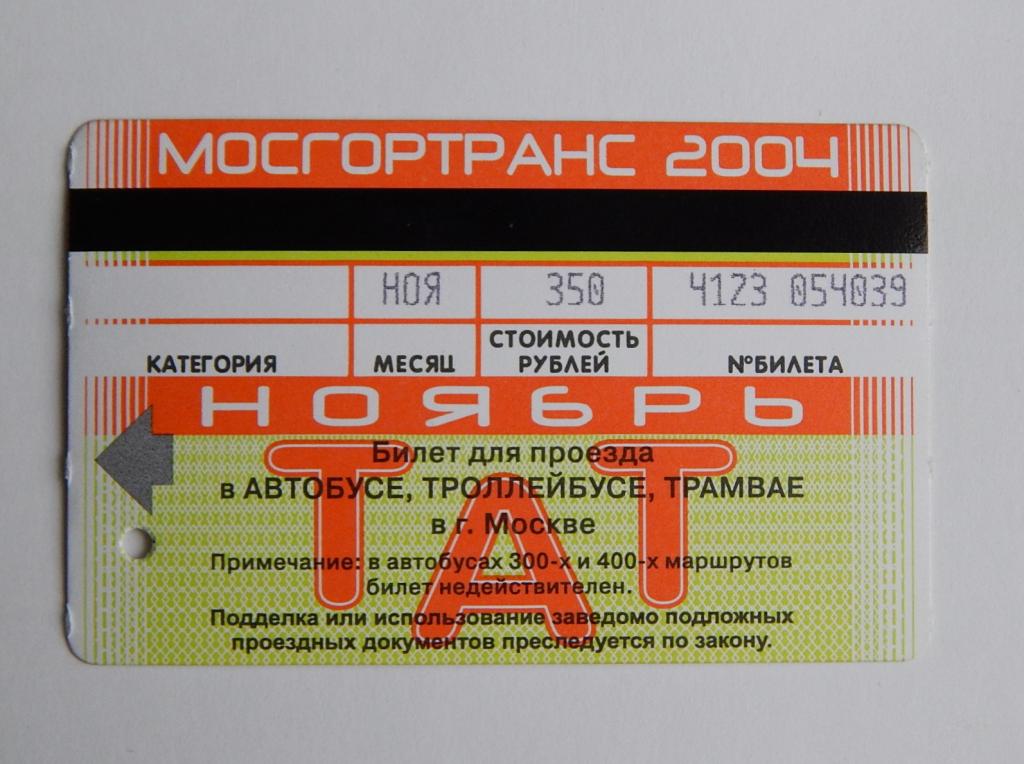 МОСГОРТРАНС 2004
НОЯ 350 4123 054039
КАТЕГОРИЯ МЕСЯЦ СТОИМОСТЬ РУБЛЕЙ №БИЛЕТА
НОЯБРЬ
ТАТ
Билет для проезда
в АВТОБУСЕ, ТРОЛЛЕЙБУСЕ, ТРАМВАЕ
в г. Москве
Примечание: в автобусах 300-х и 400-х маршрутов
билет недействителен.
Подделка или использование заведомо подложных
проездных документов преследуется по закону.